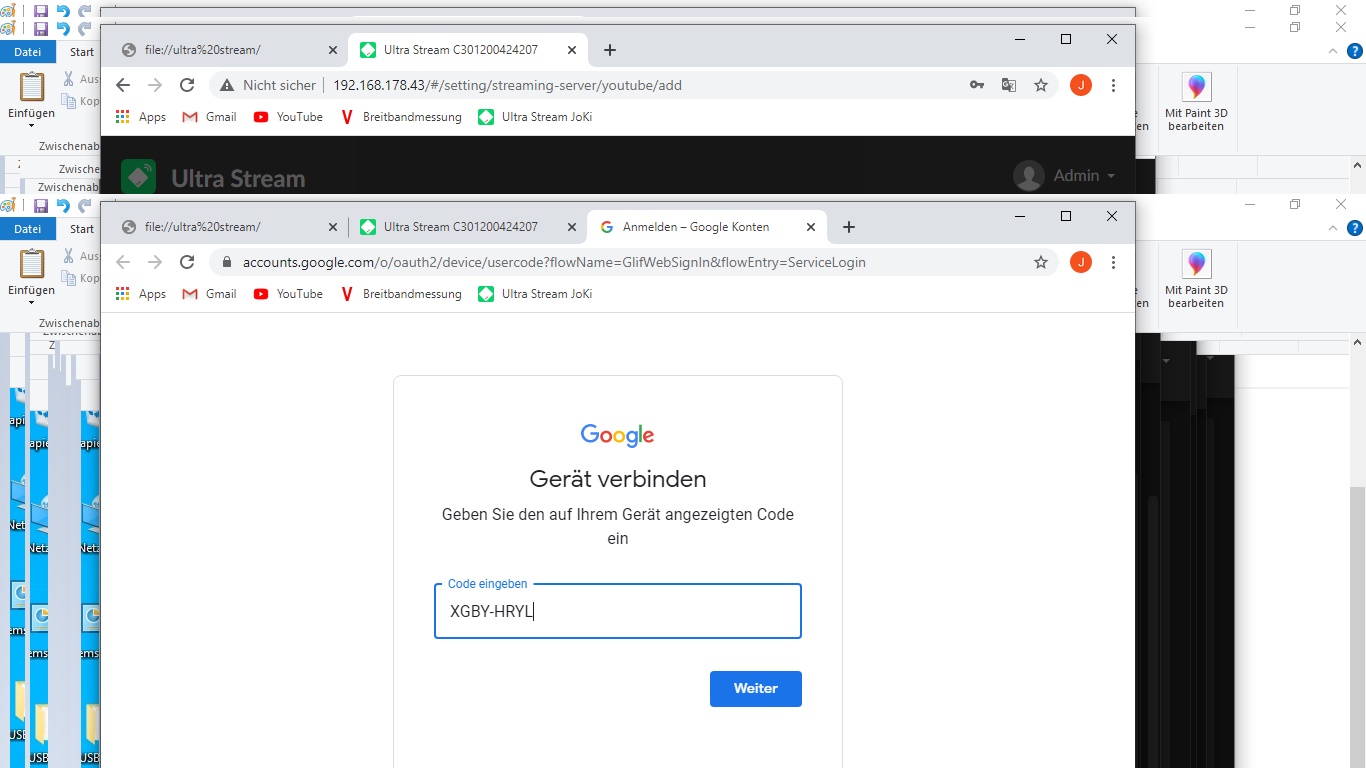 Datei
Start
Einfügen
Zwischenab
Zwische
Zwischenab
Mit Paint 3D
bearbeiten
en
file://ultra%20stream/
Ultra Stream C301200424207
Nicht sicher
192.168.178.43/#/setting/streaming-server/youtube/add
J
Apps
Gmail
YouTube
Breitbandmessung
Ultra Stream JoKi
Ultra Stream
Admin
Datei
Start
Einfügen
Zwischenab
Mit Paint 3D
bearbeiten
en
file://ultra%20stream/
Ultra Stream C301200424207
Anmelden – Google Konten
accounts.google.com/o/oauth2/device/usercode?flowName=GlifWebSignIn&flowEntry=ServiceLogin
J
Apps
Gmail
YouTube
Breitbandmessung
Ultra Stream JoKi
Google
Gerät verbinden
Geben Sie den auf Ihrem Gerät angezeigten Code
ein
Code eingeben
XGBY-HRYL
Weiter